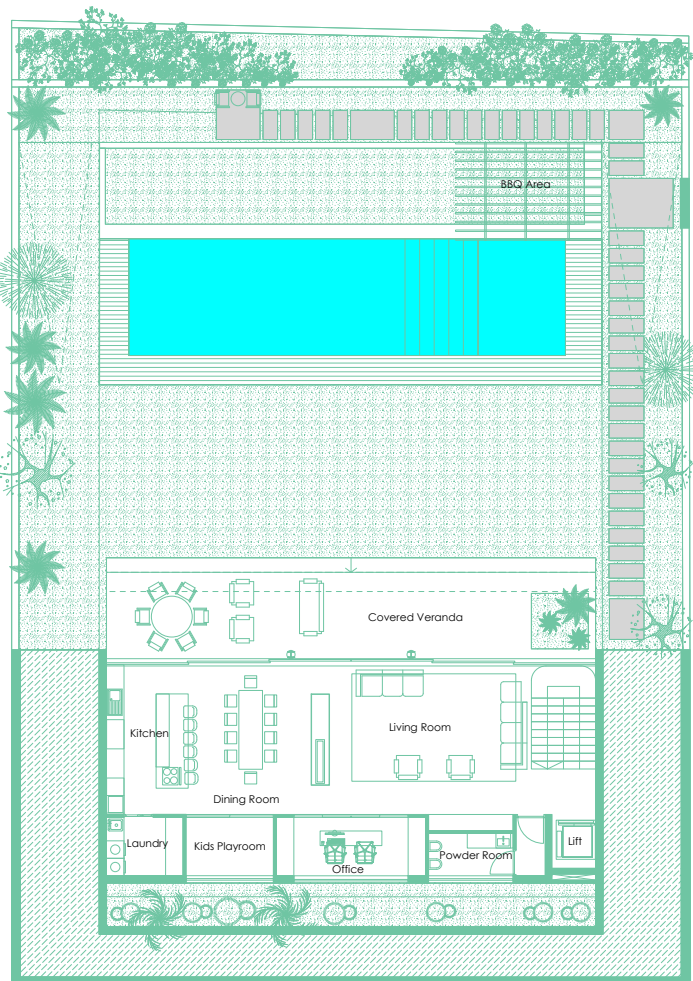 BBQ Area
Covered Veranda
Kitchen
Living Room
Dining Room
Laundry
Kids Playroom
Office
Powder Room
Lift